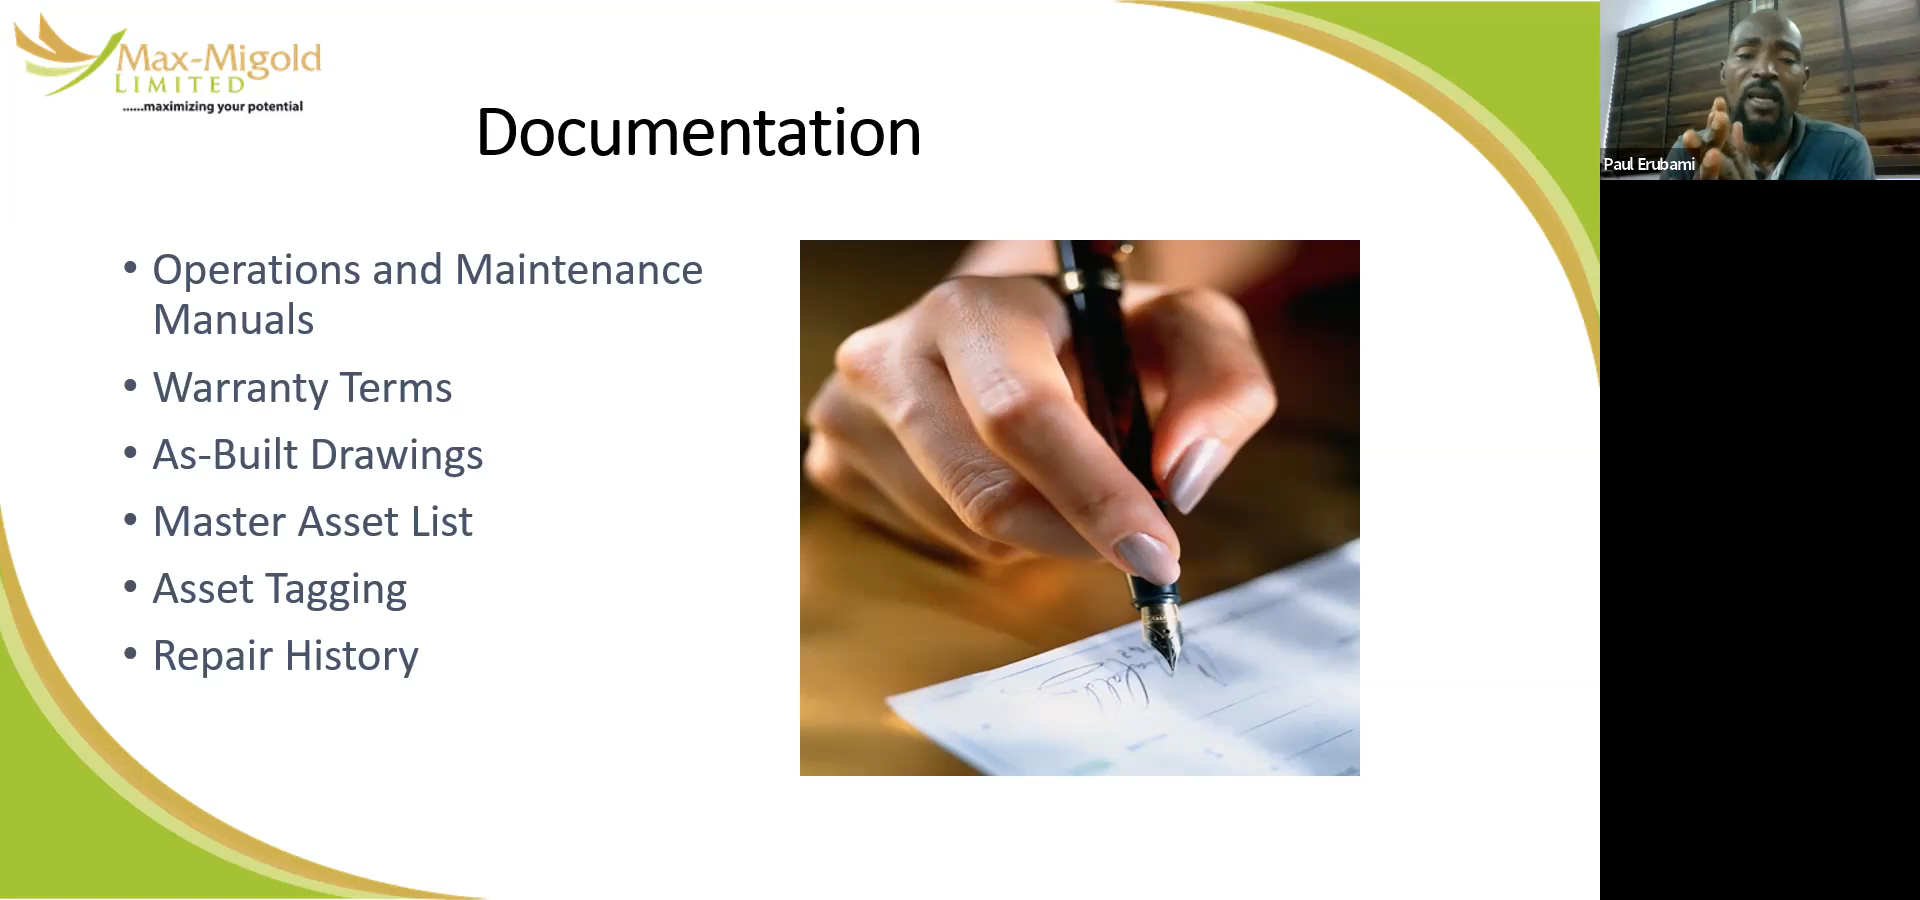 Max-Migold
LIMITED
......maximizing your potential
Documentation
• Operations and Maintenance
Manuals
• Warranty Terms
• As-Built Drawings
• Master Asset List
• Asset Tagging
• Repair History
Paul Erubami